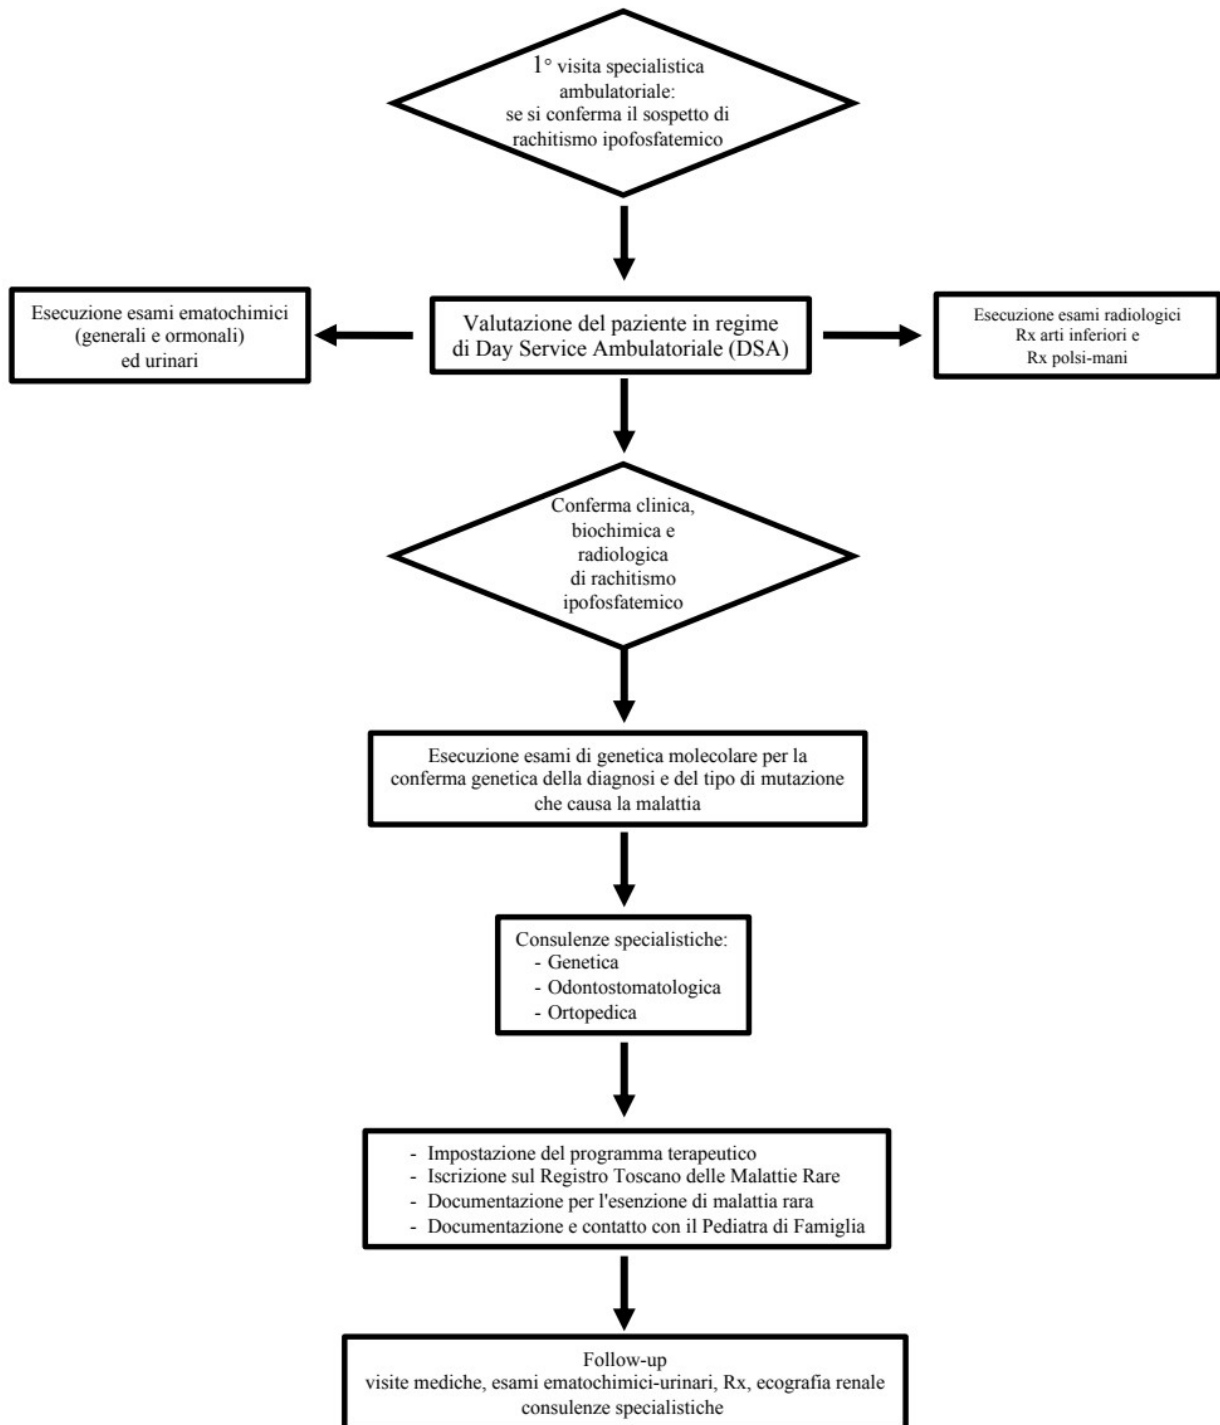 1° visita specialistica
ambulatoriale:
se si conferma il sospetto di
rachitismo ipofosfatemico
Esecuzione esami ematochimici
(generali e ormonali)
ed urinari
Valutazione del paziente in regime
di Day Service Ambulatoriale (DSA)
Esecuzione esami radiologici
Rx arti inferiori e
Rx polsi-mani
Conferma clinica,
biochimica e
radiologica
di rachitismo
ipofosfatemico
Esecuzione esami di genetica molecolare per la
conferma genetica della diagnosi e del tipo di mutazione
che causa la malattia
Consulenze specialistiche:
- Genetica
- Odontostomatologica
- Ortopedica
- Impostazione del programma terapeutico
- Iscrizione sul Registro Toscano delle Malattie Rare
- Documentazione per l'esenzione di malattia rara
- Documentazione e contatto con il Pediatra di Famiglia
Follow-up
visite mediche, esami ematochimici-urinari, Rx, ecografia renale
consulenze specialistiche